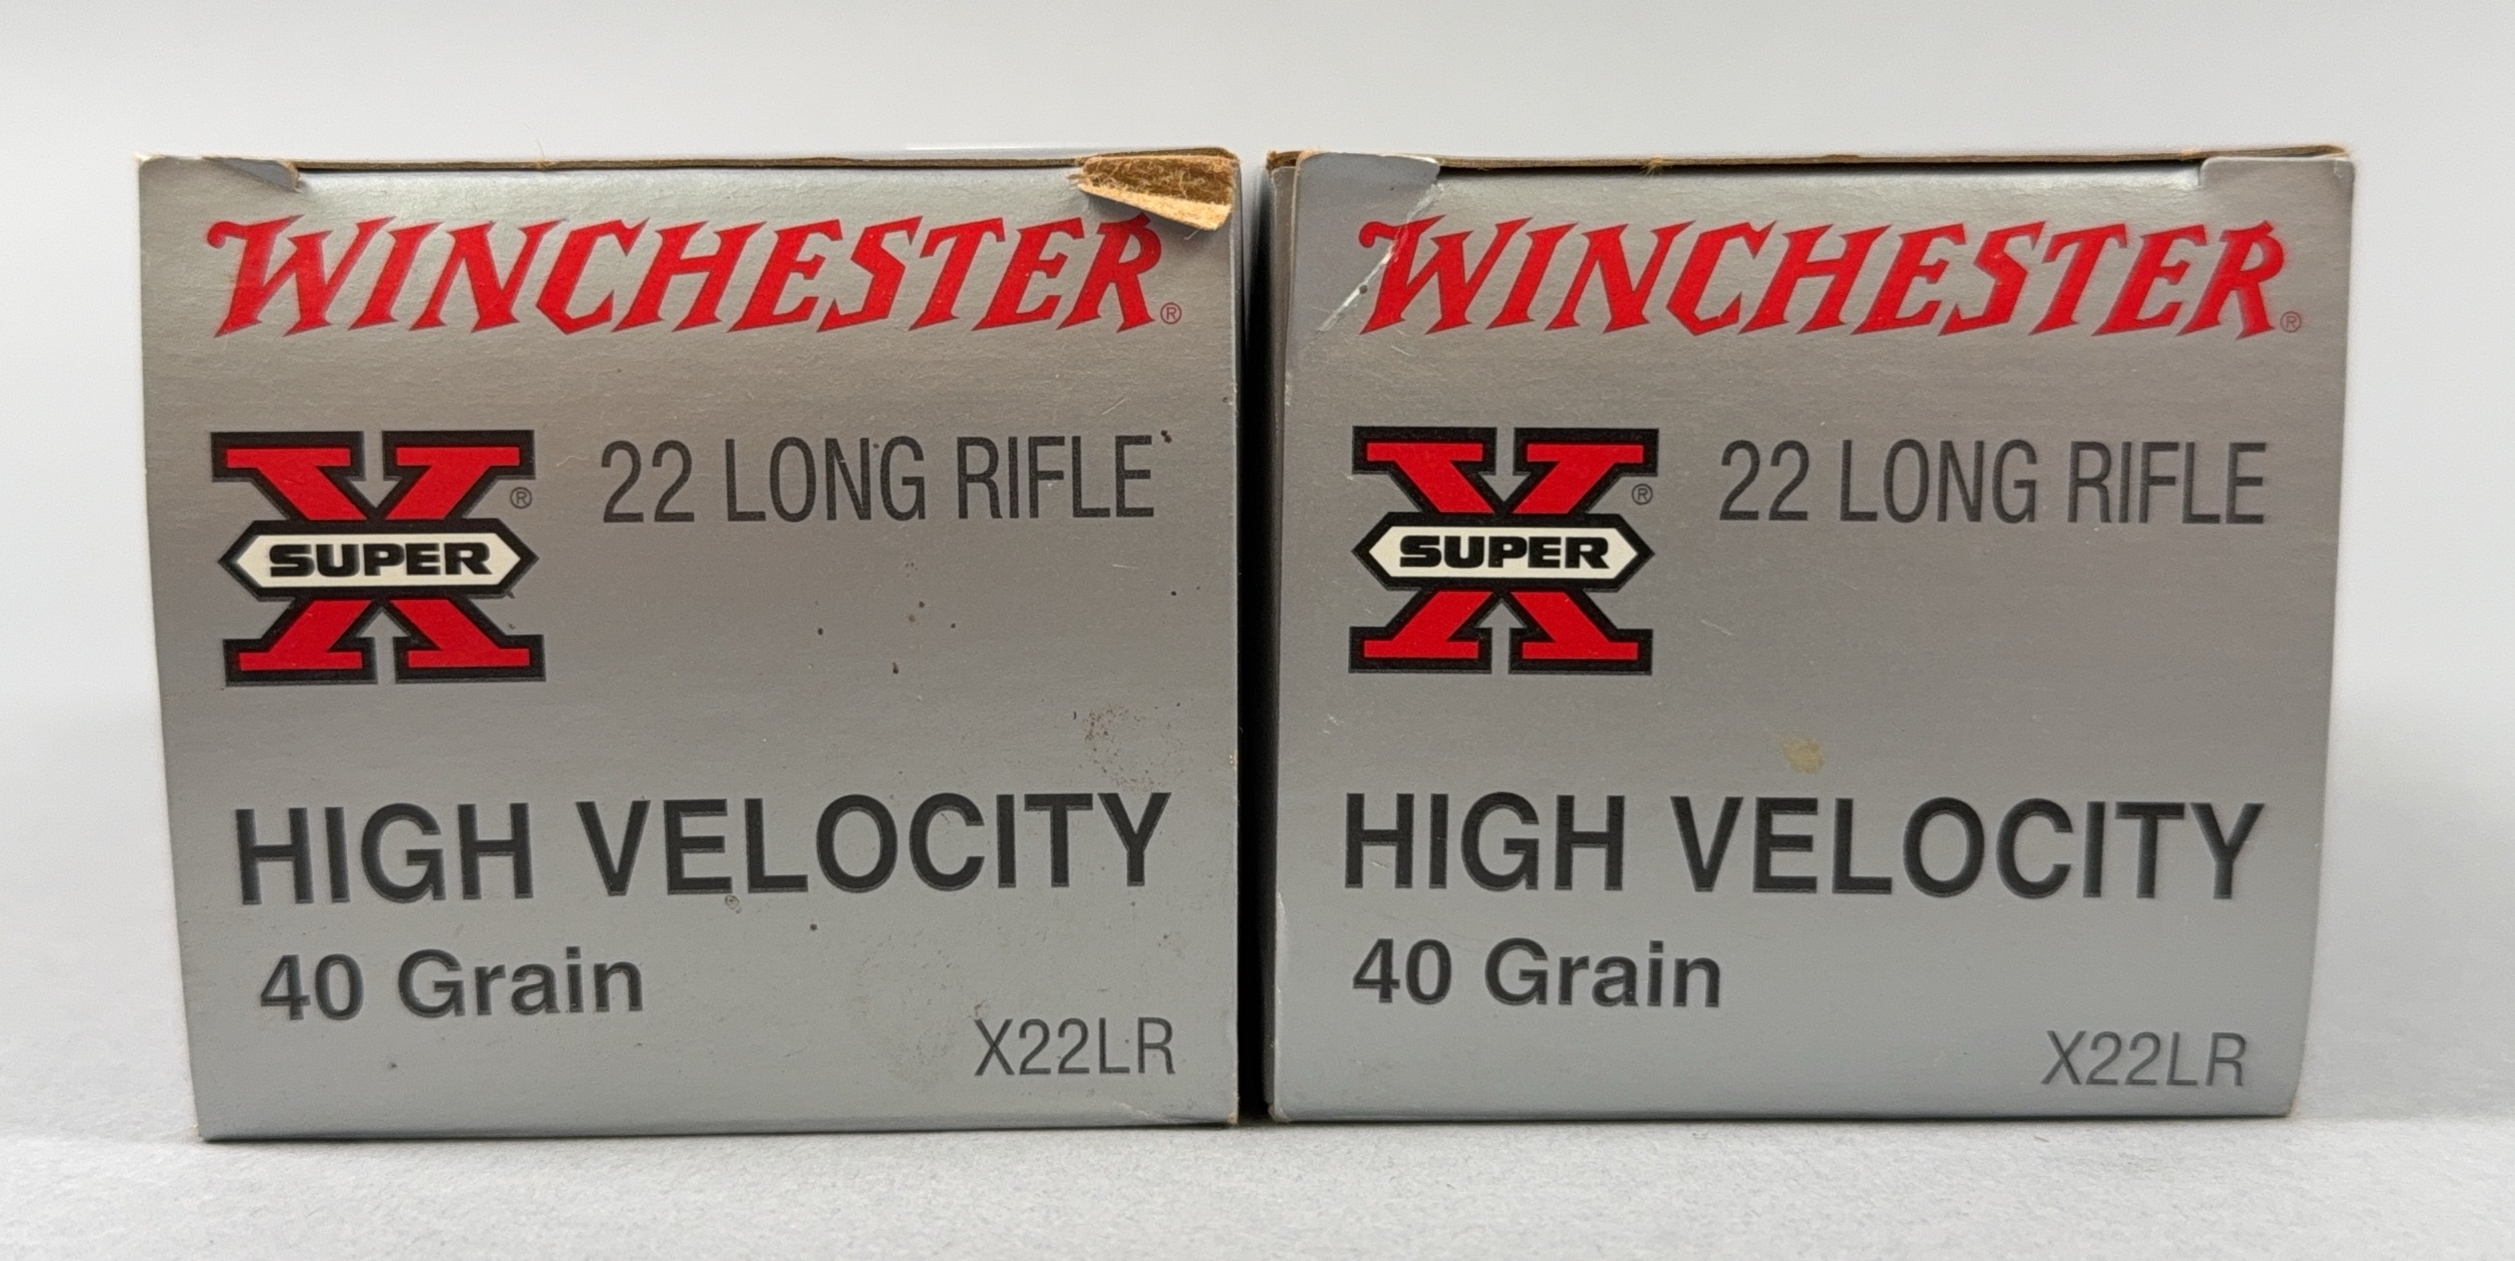 WINCHESTER®
X SUPER ®
22 LONG RIFLE
HIGH VELOCITY
40 Grain
X22LR
WINCHESTER®
X SUPER ®
22 LONG RIFLE
HIGH VELOCITY
40 Grain
X22LR